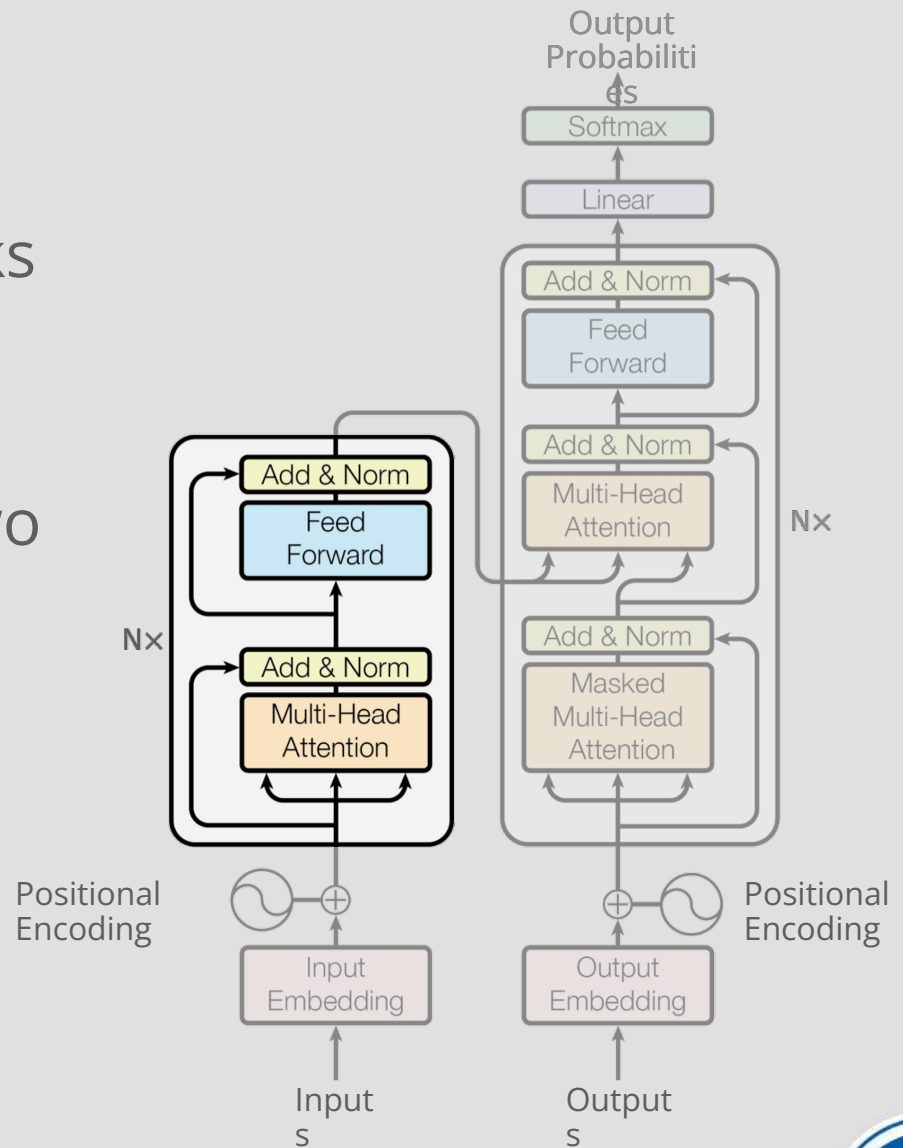 Output
Probabiliti
es
Softmax
Linear
Add & Norm
Feed
Forward
Add & Norm
Multi-Head
Attention
N×
Add & Norm
Masked
Multi-Head
Attention
Positional
Encoding
Output
Embedding
Output
s
ks
Add & Norm
Feed
Forward
N×
Add & Norm
Multi-Head
Attention
Positional
Encoding
Input
Embedding
Input
s